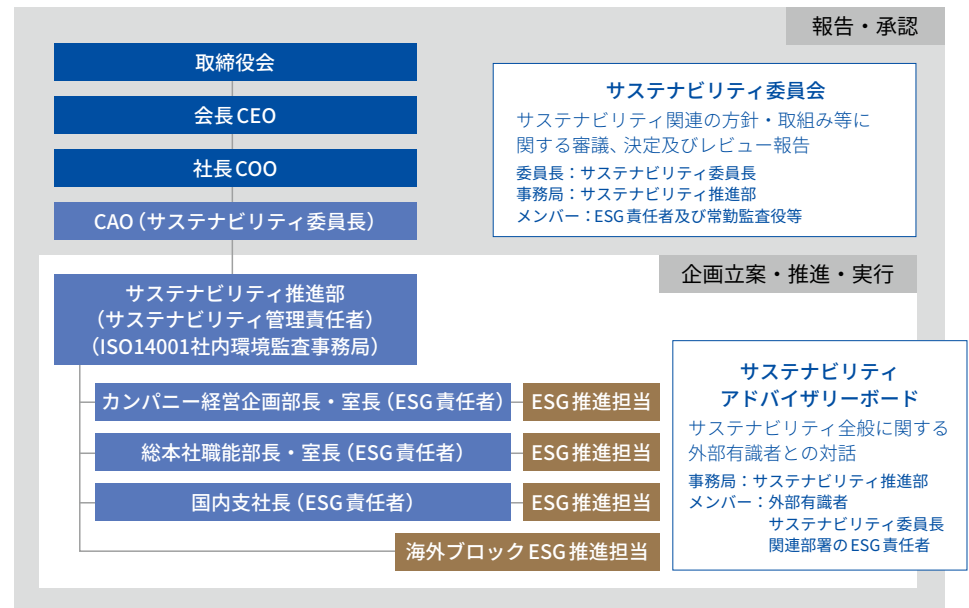 報告・承認
取締役会
会長CEO
社長COO
CAO（サステナビリティ委員長）
サステナビリティ委員会
サステナビリティ関連の方針・取組み等に
関する審議、決定及びレビュー報告
委員長：サステナビリティ委員長
事務局：サステナビリティ推進部
メンバー：ESG責任者及び常勤監査役等
企画立案・推進・実行
サステナビリティ推進部
（サステナビリティ管理責任者）
（ISO14001社内環境監査事務局）
カンパニー経営企画部長・室長（ESG責任者）
ESG推進担当
総本社職能部長・室長（ESG責任者）
ESG推進担当
国内支社長（ESG責任者）
ESG推進担当
海外ブロックESG推進担当
サステナビリティ
アドバイザリーボード
サステナビリティ全般に関する
外部有識者との対話
事務局：サステナビリティ推進部
メンバー：外部有識者
サステナビリティ委員長
関連部署のESG責任者